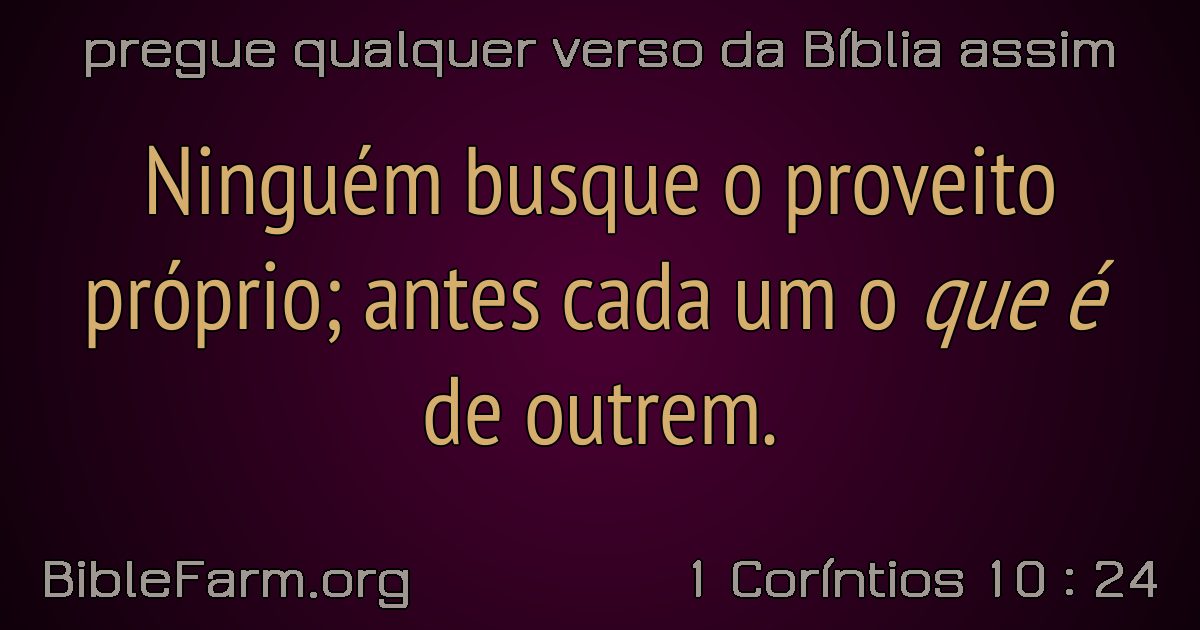 pregue qualquer verso da Bíblia assim
Ninguém busque o proveito
próprio; antes cada um o que é
de outrem.
BibleFarm.org
1 Coríntios 10 : 24